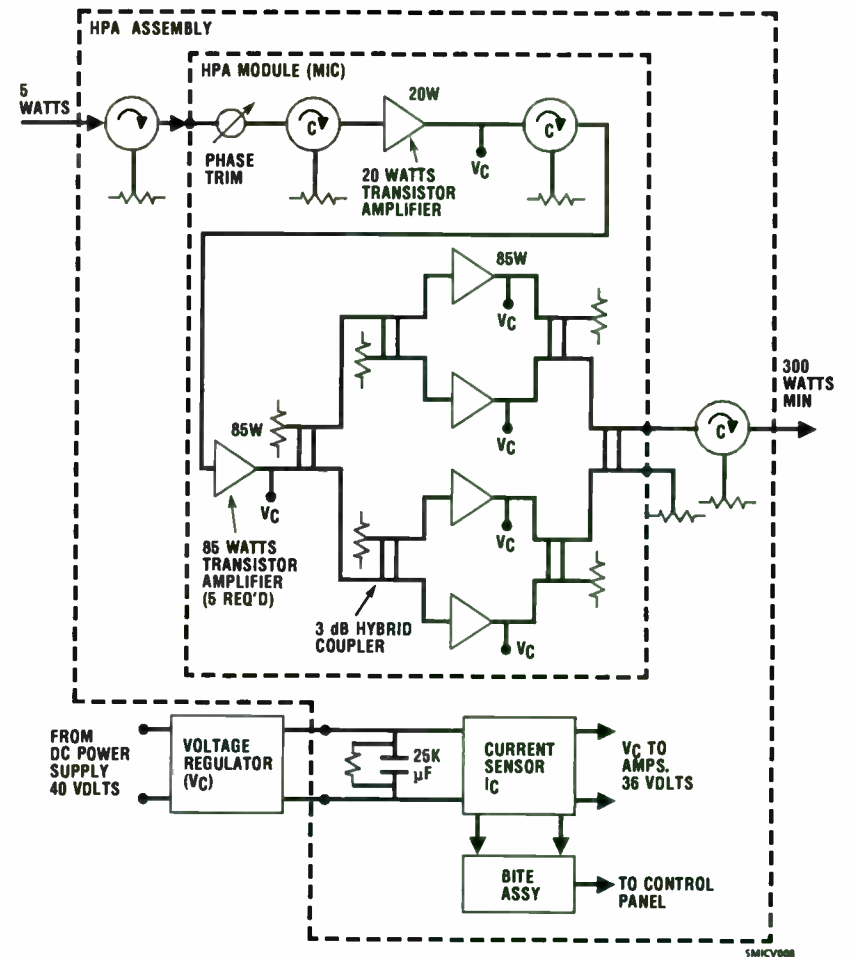 HPA ASSEMBLY
HPA MODULE (MIC)
5
WATTS
20W
C
C
PHASE
TRIM
20 WATTS
TRANSISTOR
AMPLIFIER
VC
85W
VC
300
WATTS
MIN
VC
C
85W
VC
VC
85 WATTS
TRANSISTOR
AMPLIFIER
(5 REQ'D)
3 dB HYBRID
COUPLER
VC
FROM
DC POWER
SUPPLY
40 VOLTS
VOLTAGE
REGULATOR
(VC)
25K
µF
CURRENT
SENSOR
IC
VC TO
AMPS.
36 VOLTS
BITE
ASSY
TO CONTROL
PANEL
SMICV008